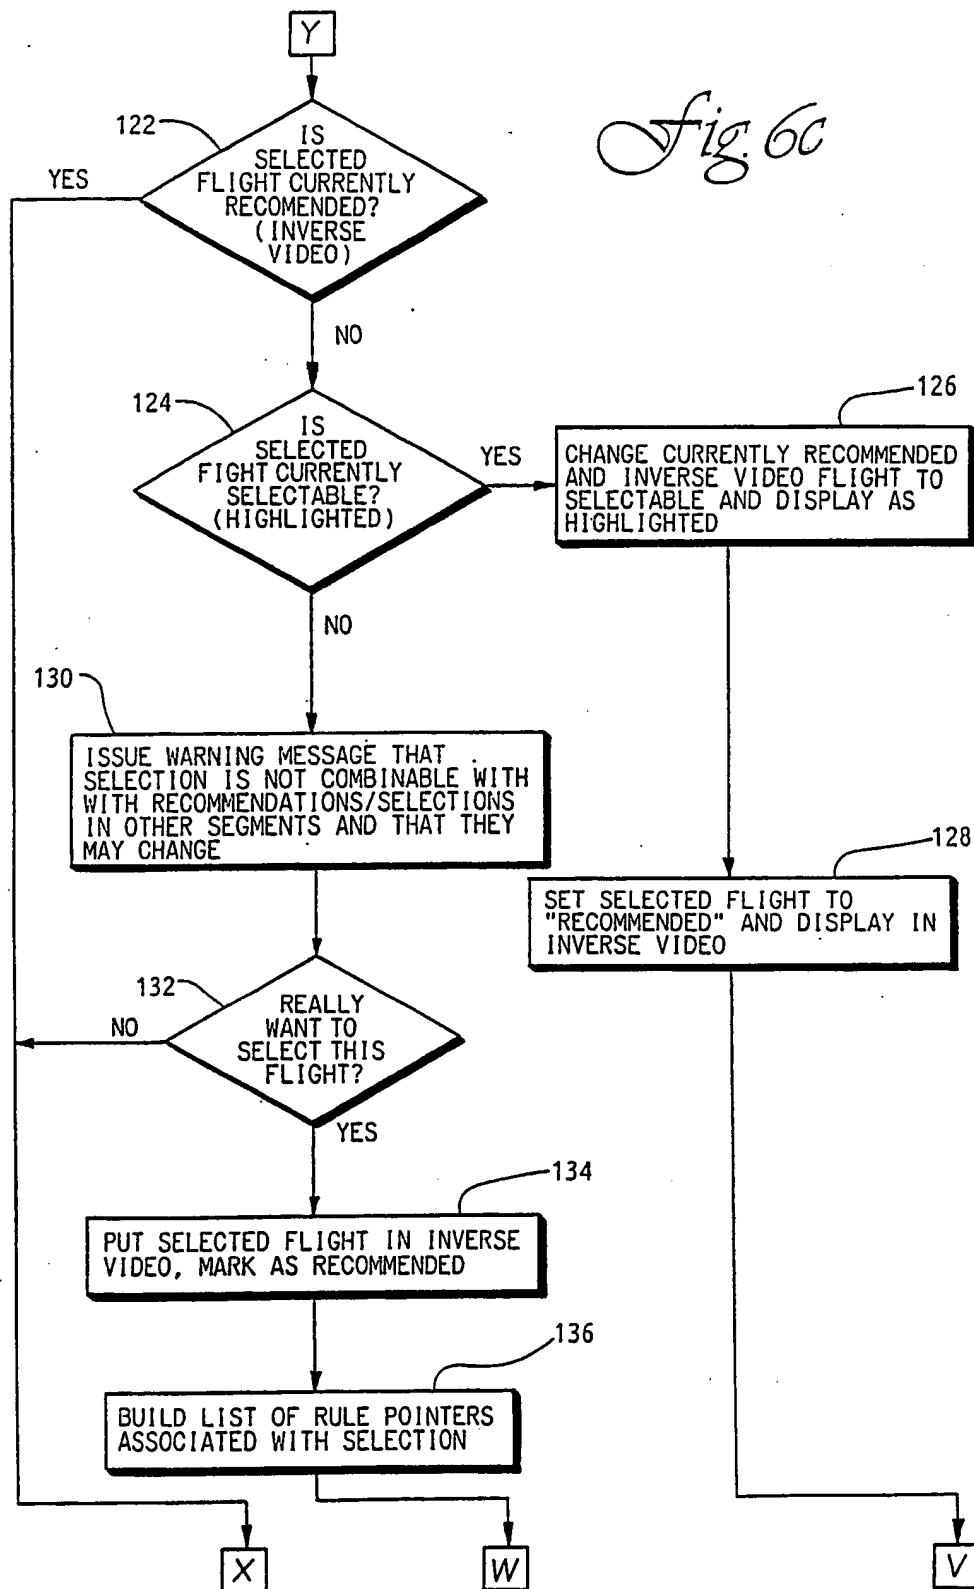 Y
Fig. 6c
122
IS
SELECTED
FLIGHT CURRENTLY
RECOMENDED?
(INVERSE
VIDEO)
YES
NO
124
IS
SELECTED
FIGHT CURRENTLY
SELECTABLE?
(HIGHLIGHTED)
YES
126
CHANGE CURRENTLY RECOMMENDED
AND INVERSE VIDEO FLIGHT TO
SELECTABLE AND DISPLAY AS
HIGHLIGHTED
NO
130
ISSUE WARNING MESSAGE THAT
SELECTION IS NOT COMBINABLE WITH
WITH RECOMMENDATIONS/SELECTIONS
IN OTHER SEGMENTS AND THAT THEY
MAY CHANGE
128
SET SELECTED FLIGHT TO
"RECOMMENDED" AND DISPLAY IN
INVERSE VIDEO
132
REALLY
WANT TO
SELECT THIS
FLIGHT?
NO
YES
134
PUT SELECTED FLIGHT IN INVERSE
VIDEO, MARK AS RECOMMENDED
136
BUILD LIST OF RULE POINTERS
ASSOCIATED WITH SELECTION
X
W
V